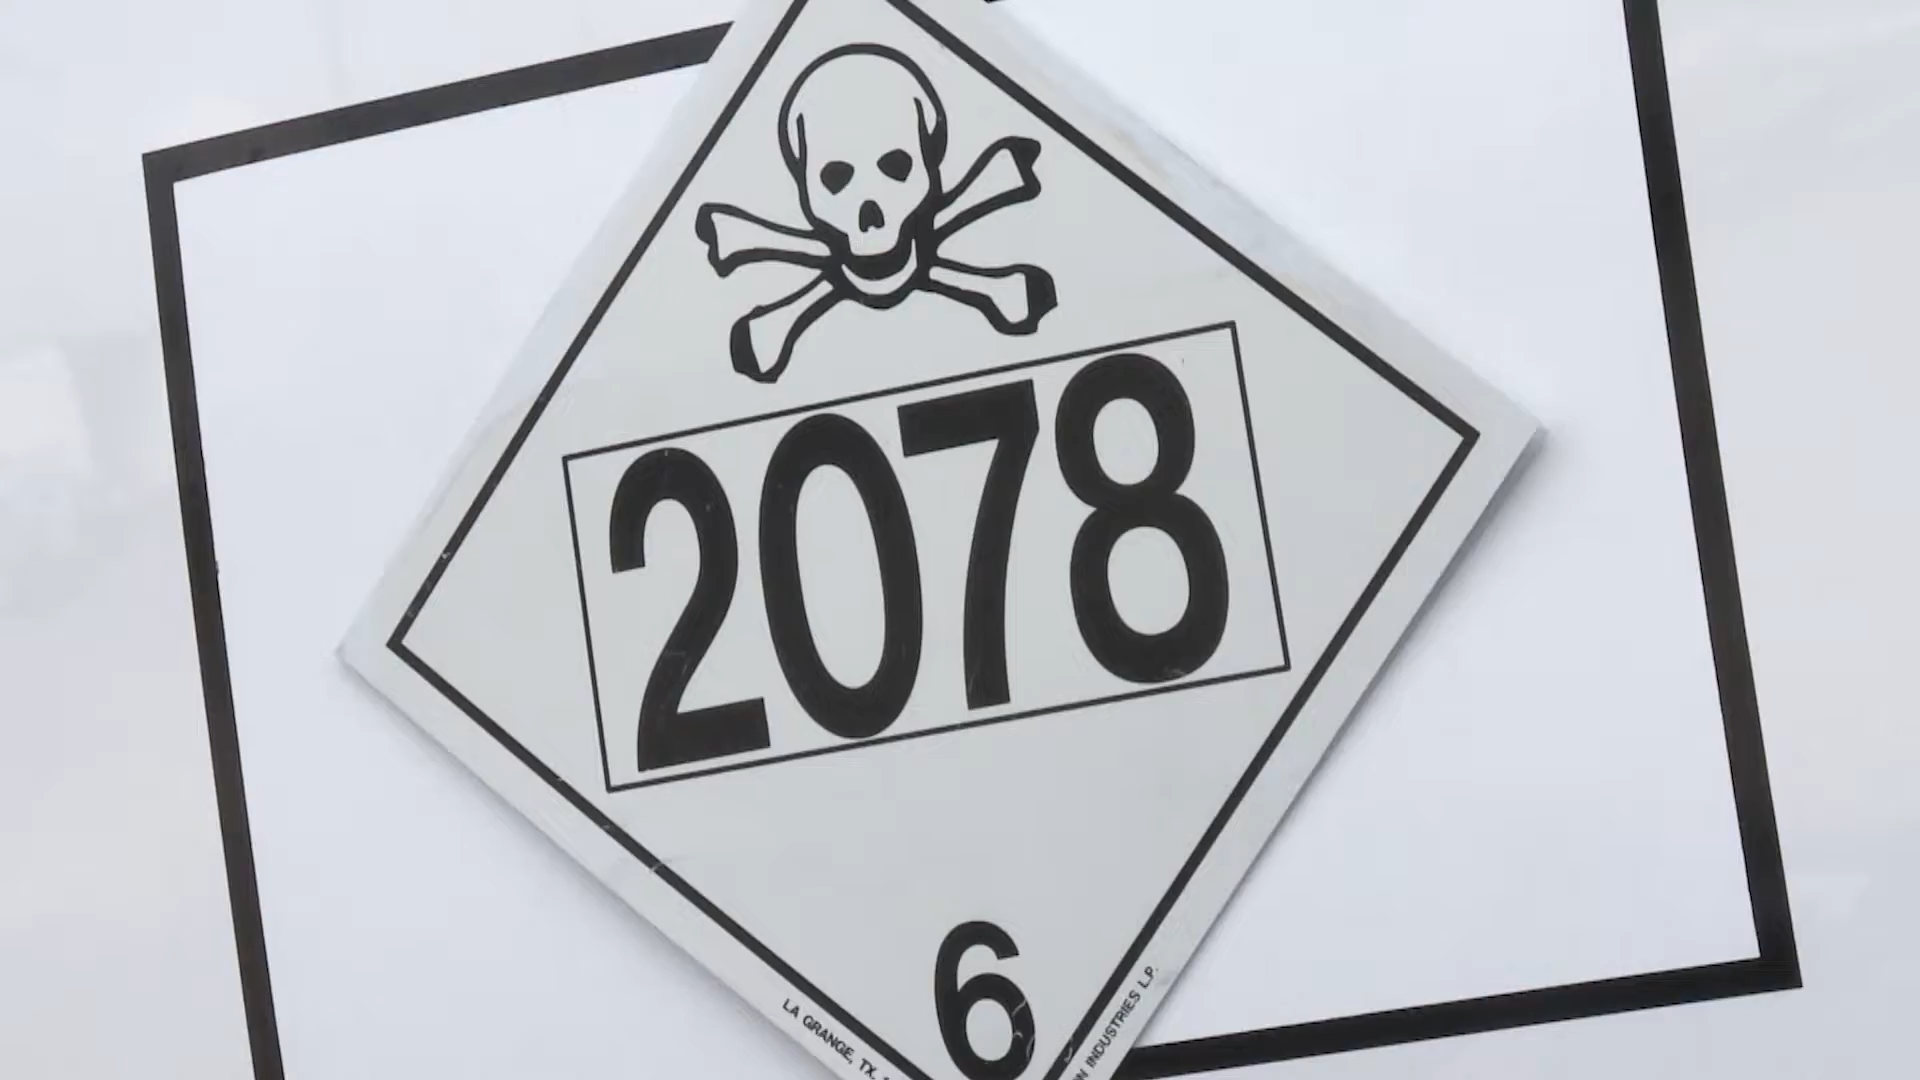 2078
6
LA GRANGE, TX.
INDUSTRIES L.P.